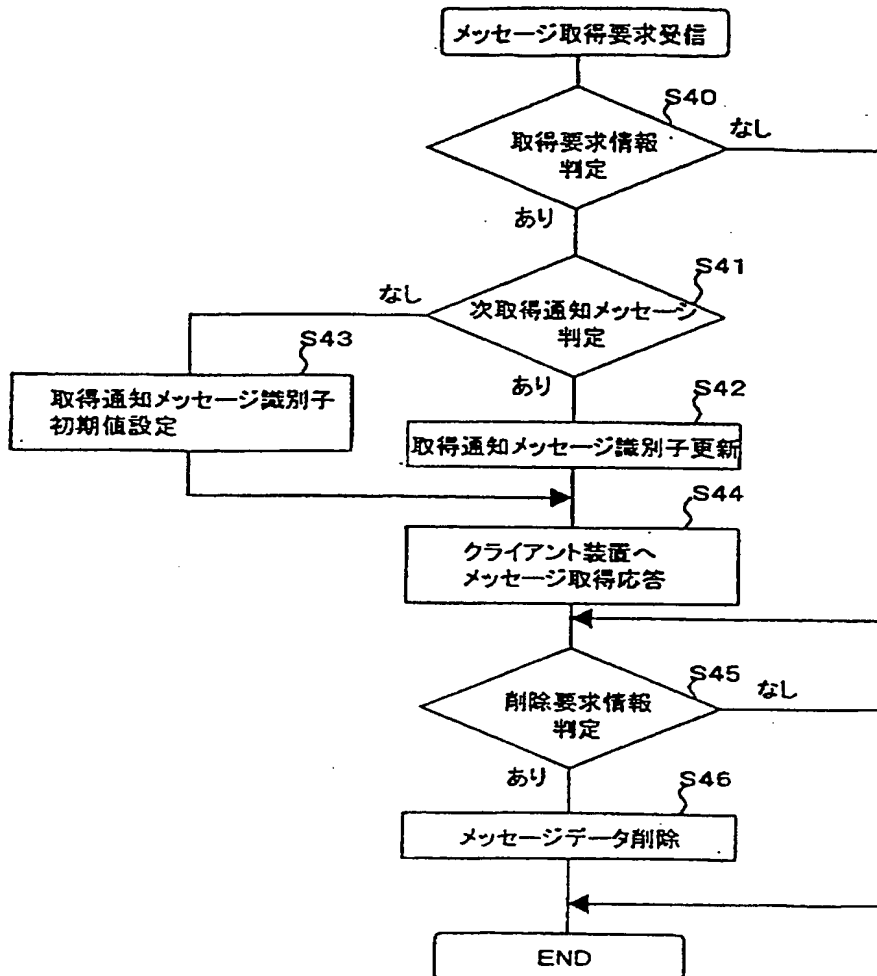 メッセージ取得要求受信
S40
取得要求情報
判定
なし
あり
S41
次取得通知メッセージ
判定
なし
S43
あり
取得通知メッセージ識別子
初期値設定
S42
取得通知メッセージ識別子更新
S44
クライアント装置へ
メッセージ取得応答
S45
削除要求情報
判定
なし
あり
S46
メッセージデータ削除
END